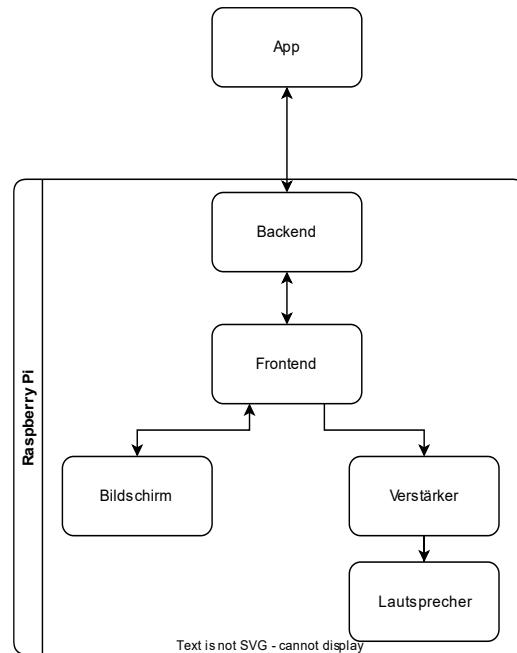 App
Backend
Frontend
Raspberry Pi
Bildschirm
Verstärker
Lautsprecher
Text is not SVG - cannot display